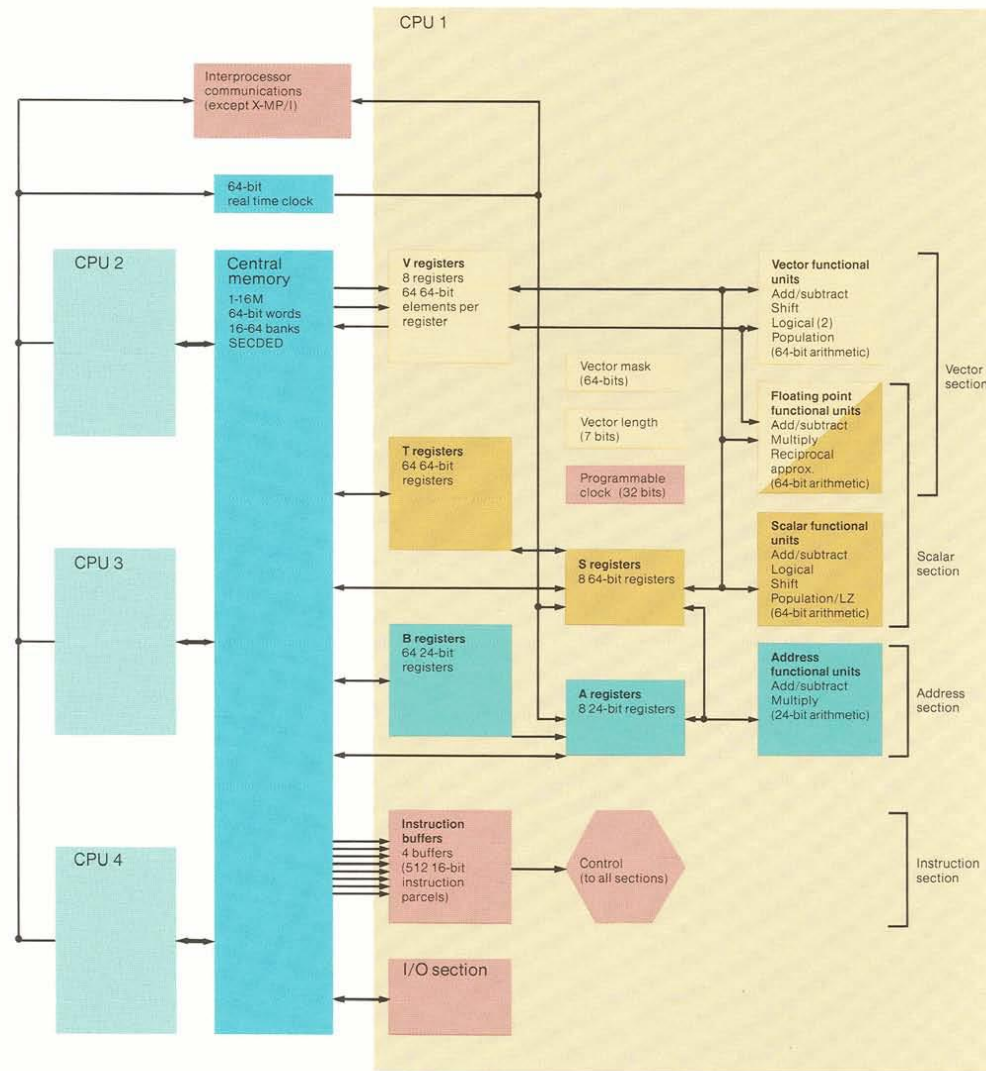 CPU 1
Interprocessor
communications
(except X-MP/I)
64-bit
real time clock
CPU 2
Central
memory
1-16M
64-bit words
16-64 banks
SECDED
V registers
8 registers
64 64-bit
elements per
register
Vector functional
units
Add/subtract
Shift
Logical (2)
Population
(64-bit arithmetic)
Vector
section
Vector mask
(64-bits)
Floating point
functional units
Add/subtract
Multiply
Reciprocal
approx.
(64-bit arithmetic)
Vector length
(7 bits)
T registers
64 64-bit
registers
Programmable
clock (32 bits)
CPU 3
S registers
8 64-bit registers
Scalar functional
units
Add/subtract
Logical
Shift
Population/LZ
(64-bit arithmetic)
Scalar
section
B registers
64 24-bit
registers
A registers
8 24-bit registers
Address
functional units
Add/subtract
Multiply
(24-bit arithmetic)
Address
section
CPU 4
Instruction
buffers
4 buffers
(512 16-bit
instruction
parcels)
Control
(to all sections)
Instruction
section
I/O section